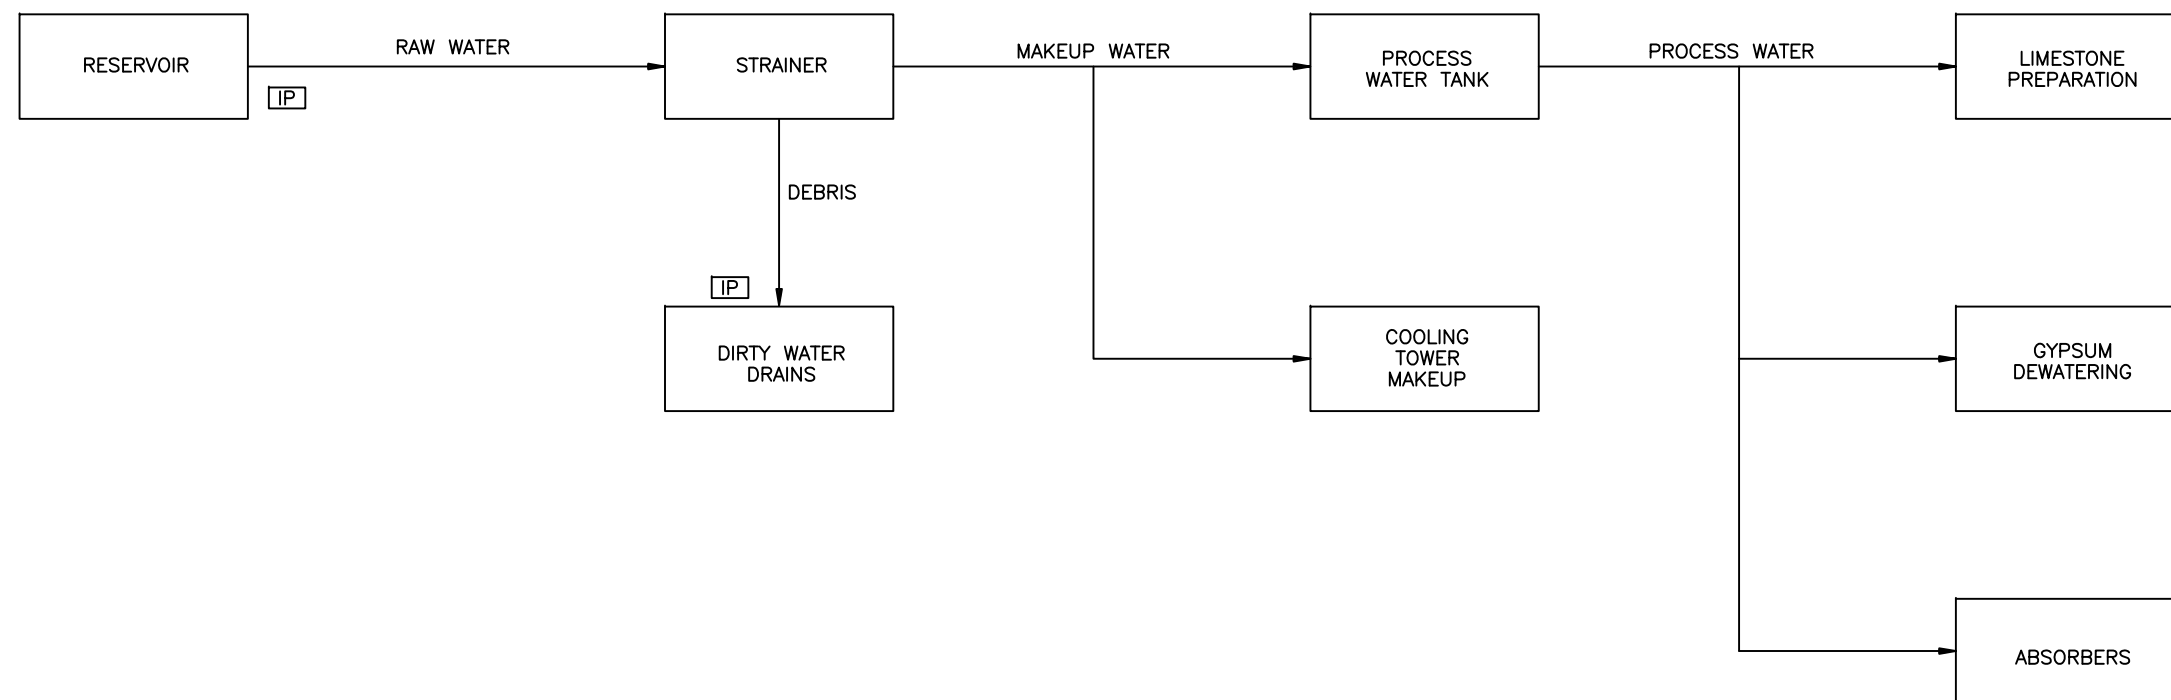 RESERVOIR
RAW WATER
IP
STRAINER
MAKEUP WATER
PROCESS
WATER TANK
PROCESS WATER
LIMESTONE
PREPARATION
DEBRIS
IP
DIRTY WATER
DRAINS
COOLING
TOWER
MAKEUP
GYPSUM
DEWATERING
ABSORBERS